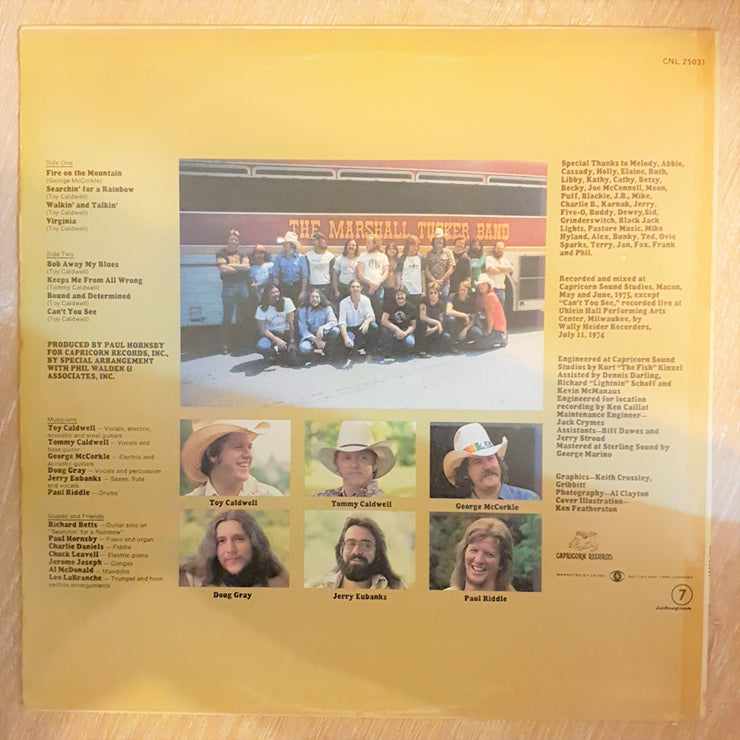 CNL 25031
Side One
Fire on the Mountain
(George McCorkle)
Searchin' for a Rainbow
(Toy Caldwell)
Walkin' and Talkin'
(Toy Caldwell)
Virginia
(Toy Caldwell)
Side Two
Bob Away My Blues
(Toy Caldwell)
Keeps Me From All Wrong
(Tommy Caldwell)
Bound and Determined
(Toy Caldwell)
Can't You See
(Toy Caldwell)
PRODUCED BY PAUL HORNSBY
FOR CAPRICORN RECORDS, INC.,
BY SPECIAL ARRANGEMENT
WITH PHIL WALDEN &
ASSOCIATES, INC.
Musicians
Toy Caldwell — Vocals, electric,
acoustic and steel guitars
Tommy Caldwell — Vocals and
bass guitar
George McCorkle — Electric and
acoustic guitars
Doug Gray — Vocals and percussion
Jerry Eubanks — Saxes, flute
and vocals
Paul Riddle — Drums
Guests and Friends
Richard Betts — Guitar solo on
"Searchin' for a Rainbow"
Paul Hornsby — Piano and organ
Charlie Daniels — Fiddle
Chuck Leavell — Electric piano
Jerome Joseph — Congas
Al McDonald — Mandolin
Leo LaBranche — Trumpet and horn
section arrangements
THE MARSHALL TUCKER BAND
Toy Caldwell
Tommy Caldwell
George McCorkle
Doug Gray
Jerry Eubanks
Paul Riddle
Special Thanks to Melody, Abbie,
Cassady, Holly, Elaine, Ruth,
Libby, Kathy, Cathy, Betsy,
Becky, Joe McConnell, Moon,
Puff, Blackie, J.B., Mike,
Charlie B., Karnak, Jerry,
Five-O, Buddy, Dewey, Sid,
Grinderswitch, Black Jack
Lights, Pastore Music, Mike
Hyland, Alex, Bunky, Ted, Ovie
Sparks, Terry, Jan, Fox, Frank
and Phil.
Recorded and mixed at
Capricorn Sound Studios, Macon,
May and June, 1975, except
"Can't You See," recorded live at
Uhlein Hall Performing Arts
Center, Milwaukee, by
Wally Heider Recorders,
July 11, 1974
Engineered at Capricorn Sound
Studios by Kurt "The Fish" Kinzel
Assisted by Dennis Darling,
Richard "Lightnin" Schoff and
Kevin McManaus
Engineered for location
recording by Ken Caillat
Maintenance Engineer—
Jack Crymes
Assistants—Biff Dawes and
Jerry Stroud
Mastered at Sterling Sound by
George Marino
Graphics—Keith Crossley,
Gribbitt
Photography—Al Clayton
Cover Illustration—
Ken Featherston
CAPRICORN RECORDS
MARKETED BY SATBEL RECORD AND TAPE COMPANY
7